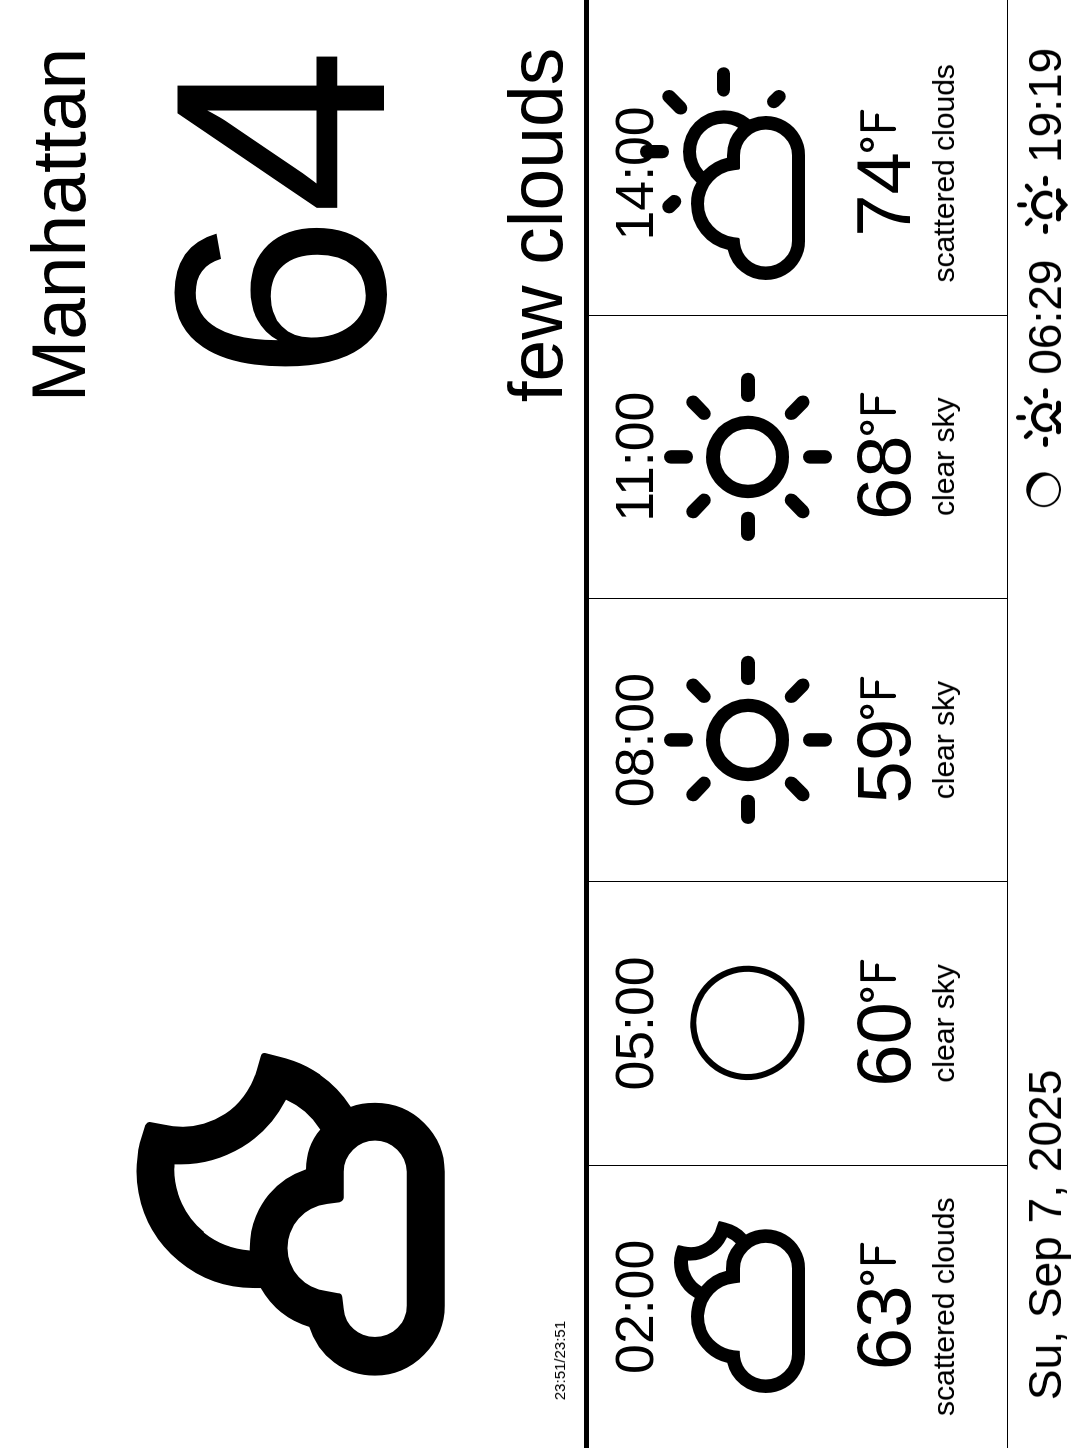 Manhattan
64
few clouds
23:51/23:51
02:00
63°F
scattered clouds
05:00
60°F
clear sky
08:00
59°F
clear sky
11:00
68°F
clear sky
14:00
74°F
scattered clouds
Su, Sep 7, 2025
06:29
19:19